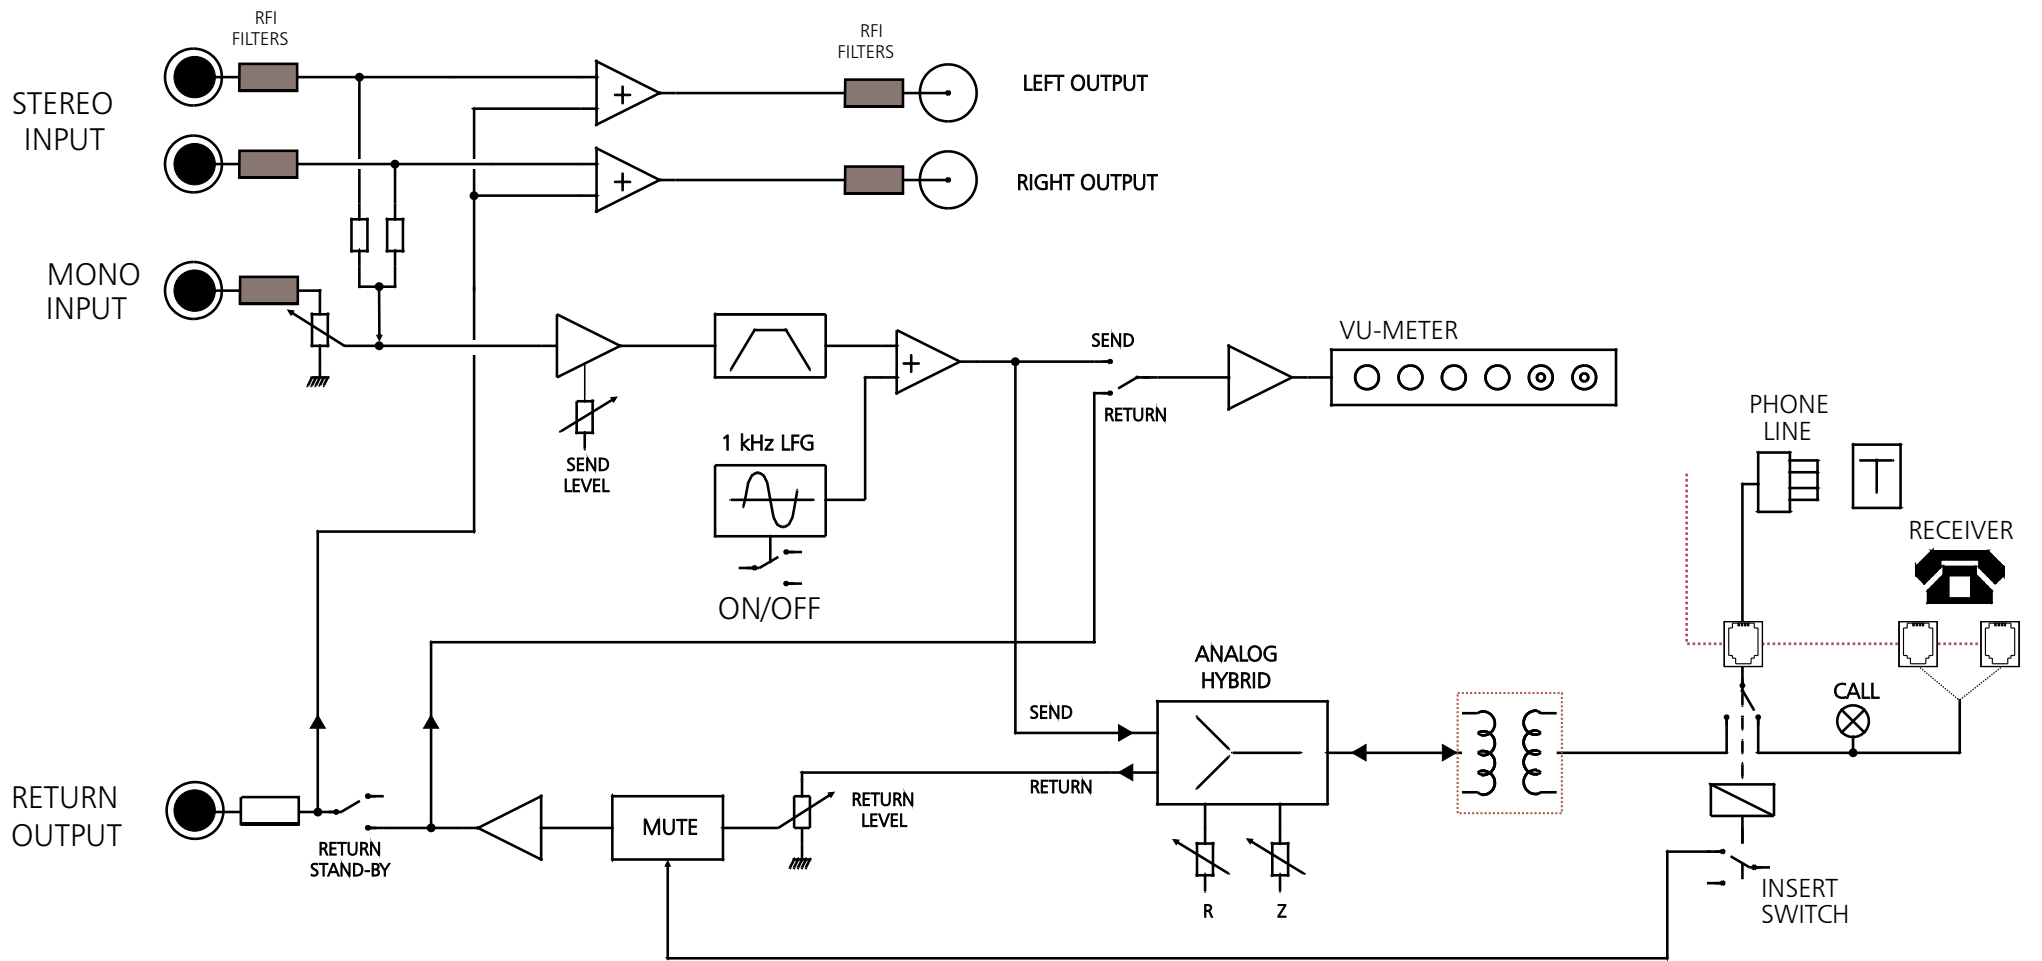 RFI
FILTERS
RFI
FILTERS
STEREO
INPUT
LEFT OUTPUT
RIGHT OUTPUT
MONO
INPUT
SEND
RETURN
VU-METER
1 kHz LFG
SEND
LEVEL
ON/OFF
PHONE
LINE
T
RECEIVER
ANALOG
HYBRID
SEND
RETURN
CALL
RETURN
OUTPUT
RETURN
STAND-BY
MUTE
RETURN
LEVEL
R
Z
INSERT
SWITCH